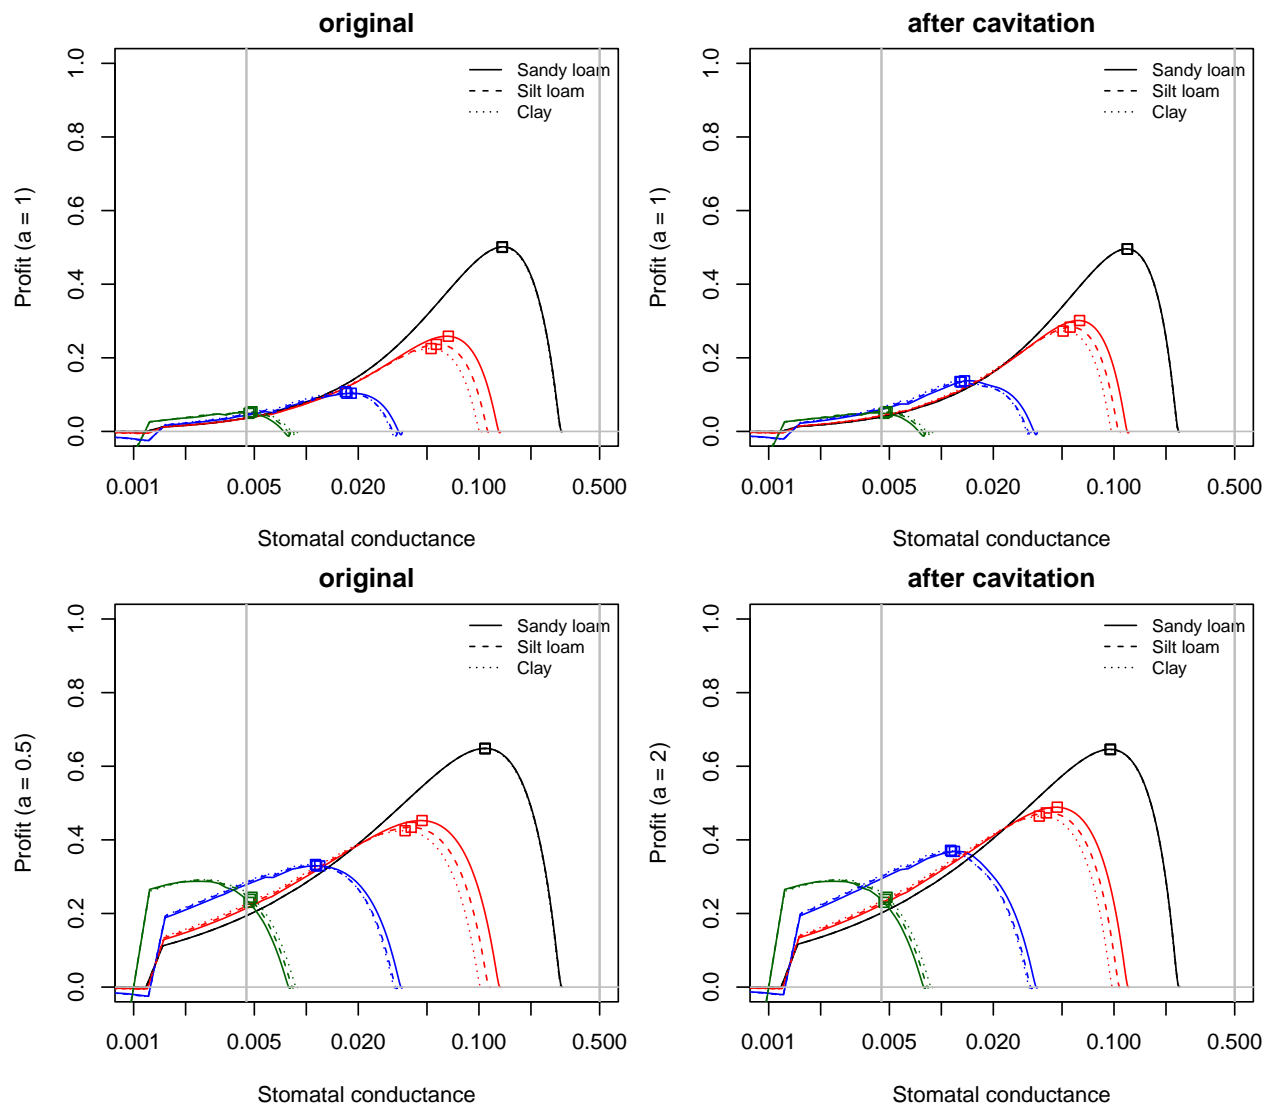 original
Profit (a = 1)
1.0
0.8
0.6
0.4
0.2
0.0
Sandy loam
Silt loam
Clay
0.001 0.005 0.020 0.100 0.500
Stomatal conductance
after cavitation
Profit (a = 1)
1.0
0.8
0.6
0.4
0.2
0.0
Sandy loam
Silt loam
Clay
0.001 0.005 0.020 0.100 0.500
Stomatal conductance
original
Profit (a = 0.5)
1.0
0.8
0.6
0.4
0.2
0.0
Sandy loam
Silt loam
Clay
0.001 0.005 0.020 0.100 0.500
Stomatal conductance
after cavitation
Profit (a = 2)
1.0
0.8
0.6
0.4
0.2
0.0
Sandy loam
Silt loam
Clay
0.001 0.005 0.020 0.100 0.500
Stomatal conductance